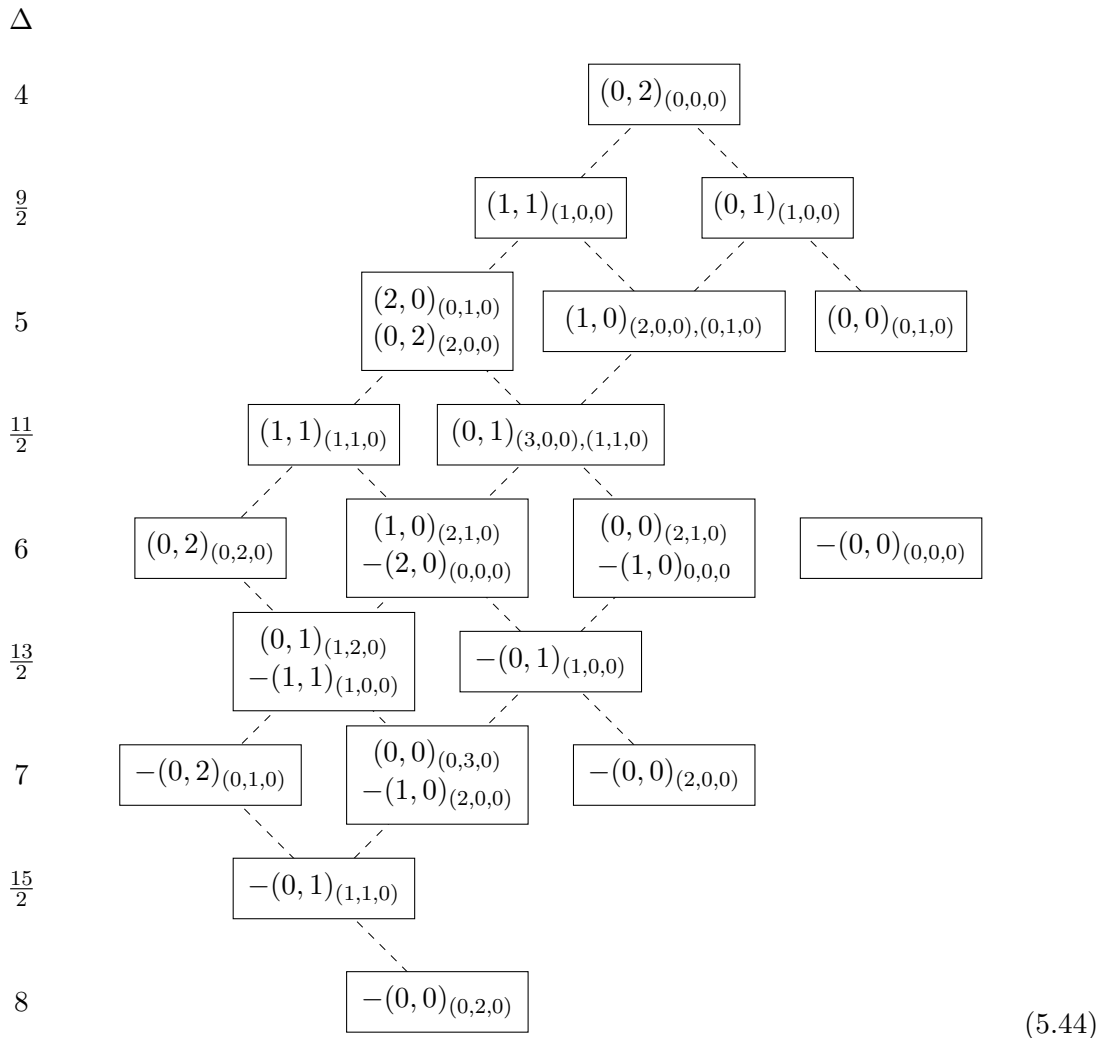 Δ
4 (0, 2)_{(0,0,0)}
9/2 (1, 1)_{(1,0,0)} (0, 1)_{(1,0,0)}
(2, 0)_{(0,1,0)}
5 (0, 2)_{(2,0,0)} (1, 0)_{(2,0,0),(0,1,0)} (0, 0)_{(0,1,0)}
11/2 (1, 1)_{(1,1,0)} (0, 1)_{(3,0,0),(1,1,0)}
(1, 0)_{(2,1,0)} (0, 0)_{(2,1,0)}
6 (0, 2)_{(0,2,0)} −(2, 0)_{(0,0,0)} −(1, 0)_{0,0,0} −(0, 0)_{(0,0,0)}
(0, 1)_{(1,2,0)}
13/2 −(1, 1)_{(1,0,0)} −(0, 1)_{(1,0,0)}
(0, 0)_{(0,3,0)}
7 −(0, 2)_{(0,1,0)} −(1, 0)_{(2,0,0)} −(0, 0)_{(2,0,0)}
15/2 −(0, 1)_{(1,1,0)}
8 −(0, 0)_{(0,2,0)}
(5.44)